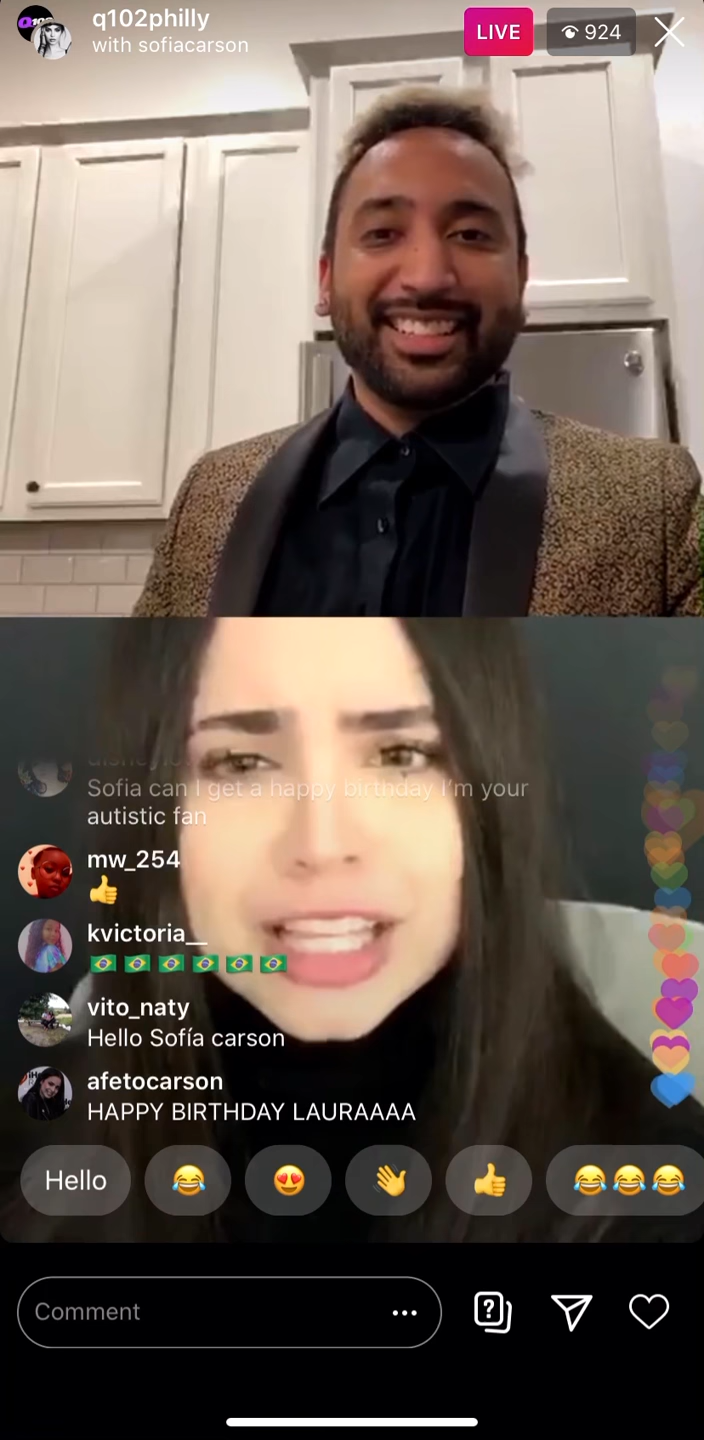 q102philly
with sofiacarson
LIVE
924
Sofia can I get a happy birthday I'm your
autistic fan
mw_254
👍
kvictoria__
🇧🇷 🇧🇷 🇧🇷 🇧🇷 🇧🇷 🇧🇷
vito_naty
Hello Sofía carson
afetocarson
HAPPY BIRTHDAY LAURAAAA
Hello 😂 😍 👋 👍 😂😂😂
Comment